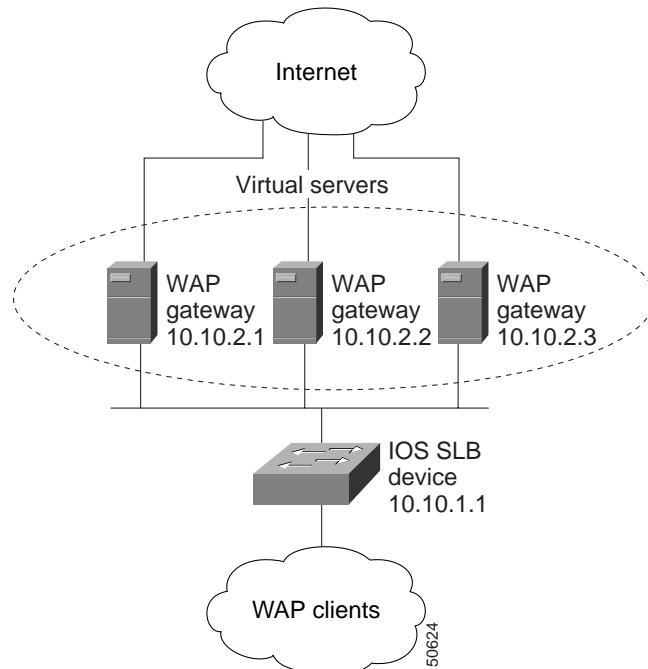 Internet
Virtual servers
WAP
gateway
10.10.2.1
WAP
gateway
10.10.2.2
WAP
gateway
10.10.2.3
IOS SLB
device
10.10.1.1
WAP clients
50624